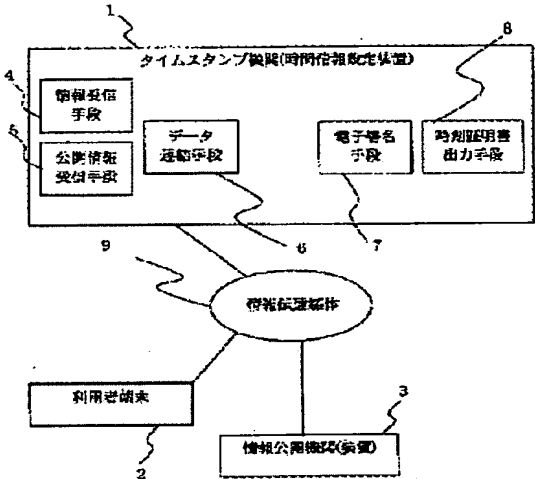 1
タイムスタンプ機関(時間情報設定装置)
8
4
情報受信
手段
5
公開情報
受信手段
データ
連結手段
電子署名
手段
時刻証明書
出力手段
6
7
9
情報伝達媒体
利用者端末
2
3
情報公開機関(装置)